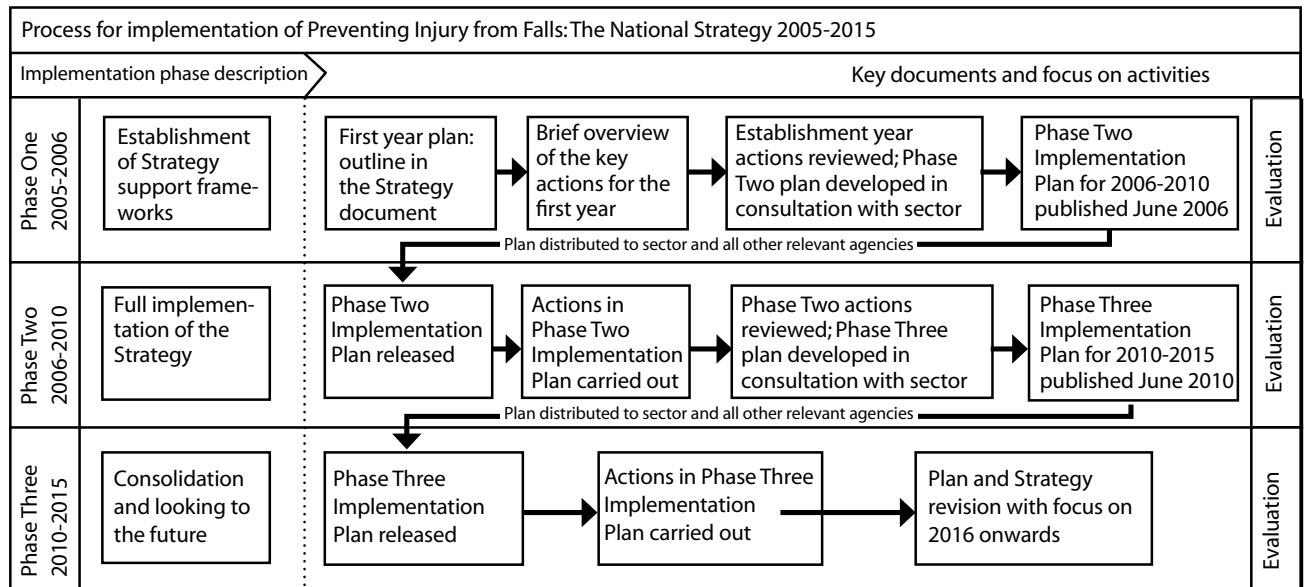 Process for implementation of Preventing Injury from Falls: The National Strategy 2005-2015
Implementation phase description
Key documents and focus on activities
Phase One
2005-2006
Establishment
of Strategy
support frame-
works
First year plan:
outline in
the Strategy
document
Brief overview
of the key
actions for the
first year
Establishment year
actions reviewed; Phase
Two plan developed in
consultation with sector
Phase Two
Implementation
Plan for 2006-2010
published June 2006
Evaluation
Plan distributed to sector and all other relevant agencies
Phase Two
2006-2010
Full implemen-
tation of the
Strategy
Phase Two
Implementation
Plan released
Actions in
Phase Two
Implementation
Plan carried out
Phase Two actions
reviewed; Phase Three
plan developed in
consultation with sector
Phase Three
Implementation
Plan for 2010-2015
published June 2010
Evaluation
Plan distributed to sector and all other relevant agencies
Phase Three
2010-2015
Consolidation
and looking to
the future
Phase Three
Implementation
Plan released
Actions in Phase Three
Implementation
Plan carried out
Plan and Strategy
revision with focus on
2016 onwards
Evaluation